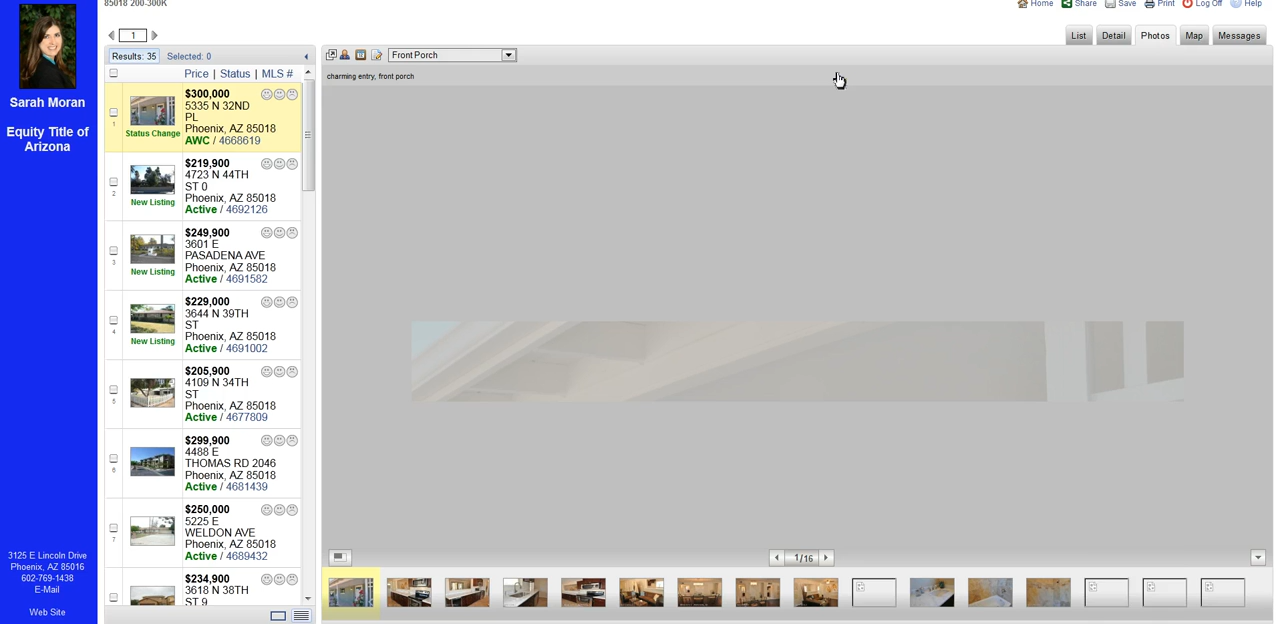 85018 200-300K
Home Share Save Print Log Off Help
1
List Detail Photos Map Messages
Sarah Moran
Equity Title of
Arizona
3125 E Lincoln Drive
Phoenix, AZ 85016
602-769-1438
E-Mail
Web Site
Results: 35 Selected: 0
Price | Status | MLS #
1
Status Change
$300,000
5335 N 32ND
PL
Phoenix, AZ 85018
AWC / 4668619
2
New Listing
$219,900
4723 N 44TH
ST 0
Phoenix, AZ 85018
Active / 4692126
3
New Listing
$249,900
3601 E
PASADENA AVE
Phoenix, AZ 85018
Active / 4691582
4
New Listing
$229,000
3644 N 39TH
ST
Phoenix, AZ 85018
Active / 4691002
5
$205,900
4109 N 34TH
ST
Phoenix, AZ 85018
Active / 4677809
6
$299,900
4488 E
THOMAS RD 2046
Phoenix, AZ 85018
Active / 4681439
7
$250,000
5225 E
WELDON AVE
Phoenix, AZ 85018
Active / 4689432
$234,900
3618 N 38TH
ST 9
Front Porch
charming entry, front porch
1/16